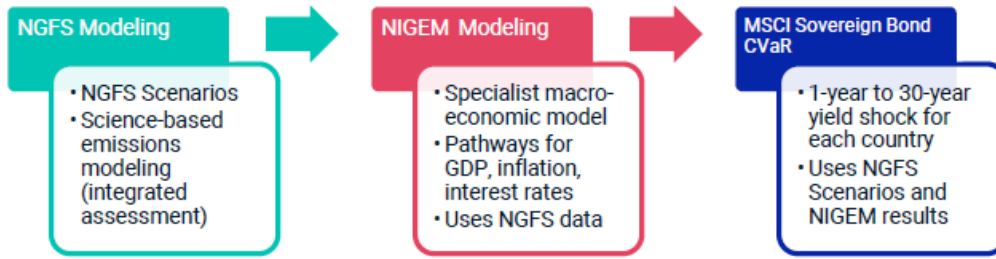 NGFS Modeling
• NGFS Scenarios
• Science-based
emissions
modeling
(integrated
assessment)
NIGEM Modeling
• Specialist macro-
economic model
• Pathways for
GDP, inflation,
interest rates
• Uses NGFS data
MSCI Sovereign Bond
CVaR
• 1-year to 30-year
yield shock for
each country
• Uses NGFS
Scenarios and
NIGEM results